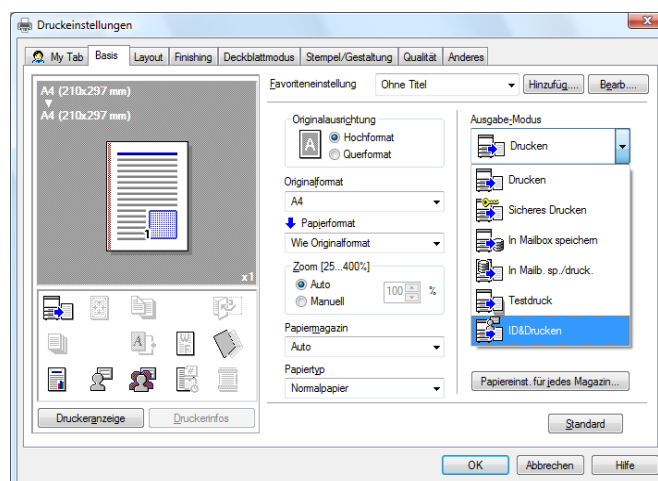 Druckeinstellungen
My Tab
Basis
Layout
Finishing
Deckblattmodus
Stempel/Gestaltung
Qualität
Anderes
A4 (210x297 mm)
A4 (210x297 mm)
1
x1
Druckeranzeige
Druckerinfos
Favoriteneinstellung
Ohne Titel
Hinzufüg....
Bearb....
Originalausrichtung
A
Hochformat
Querformat
Originalformat
A4
Papierformat
Wie Originalformat
Zoom [25...400%]
Auto
Manuell
100
%
Papiermagazin
Auto
Papiertyp
Normalpapier
Ausgabe-Modus
Drucken
Drucken
Sicheres Drucken
In Mailbox speichern
In Mailb. sp./druck.
Testdruck
ID&Drucken
Papiereinst. für jedes Magazin...
Standard
OK
Abbrechen
Hilfe